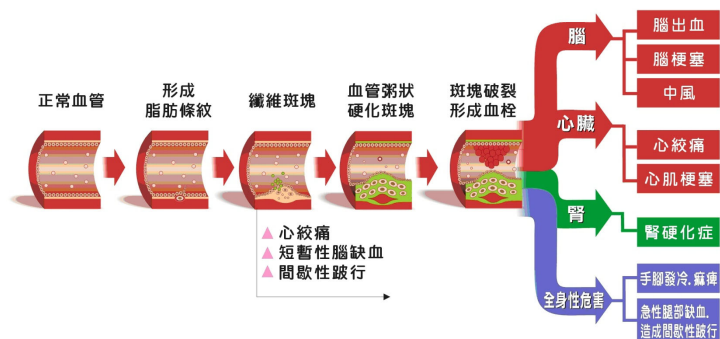 正常血管
形成
脂肪條紋
纖維斑塊
血管粥狀
硬化斑塊
斑塊破裂
形成血栓
▲ 心絞痛
▲ 短暫性腦缺血
▲ 間歇性跛行
腦
腦出血
腦梗塞
中風
心臟
心絞痛
心肌梗塞
腎
腎硬化症
全身性危害
手腳發冷.痲痺
急性腿部缺血.
造成間歇性跛行